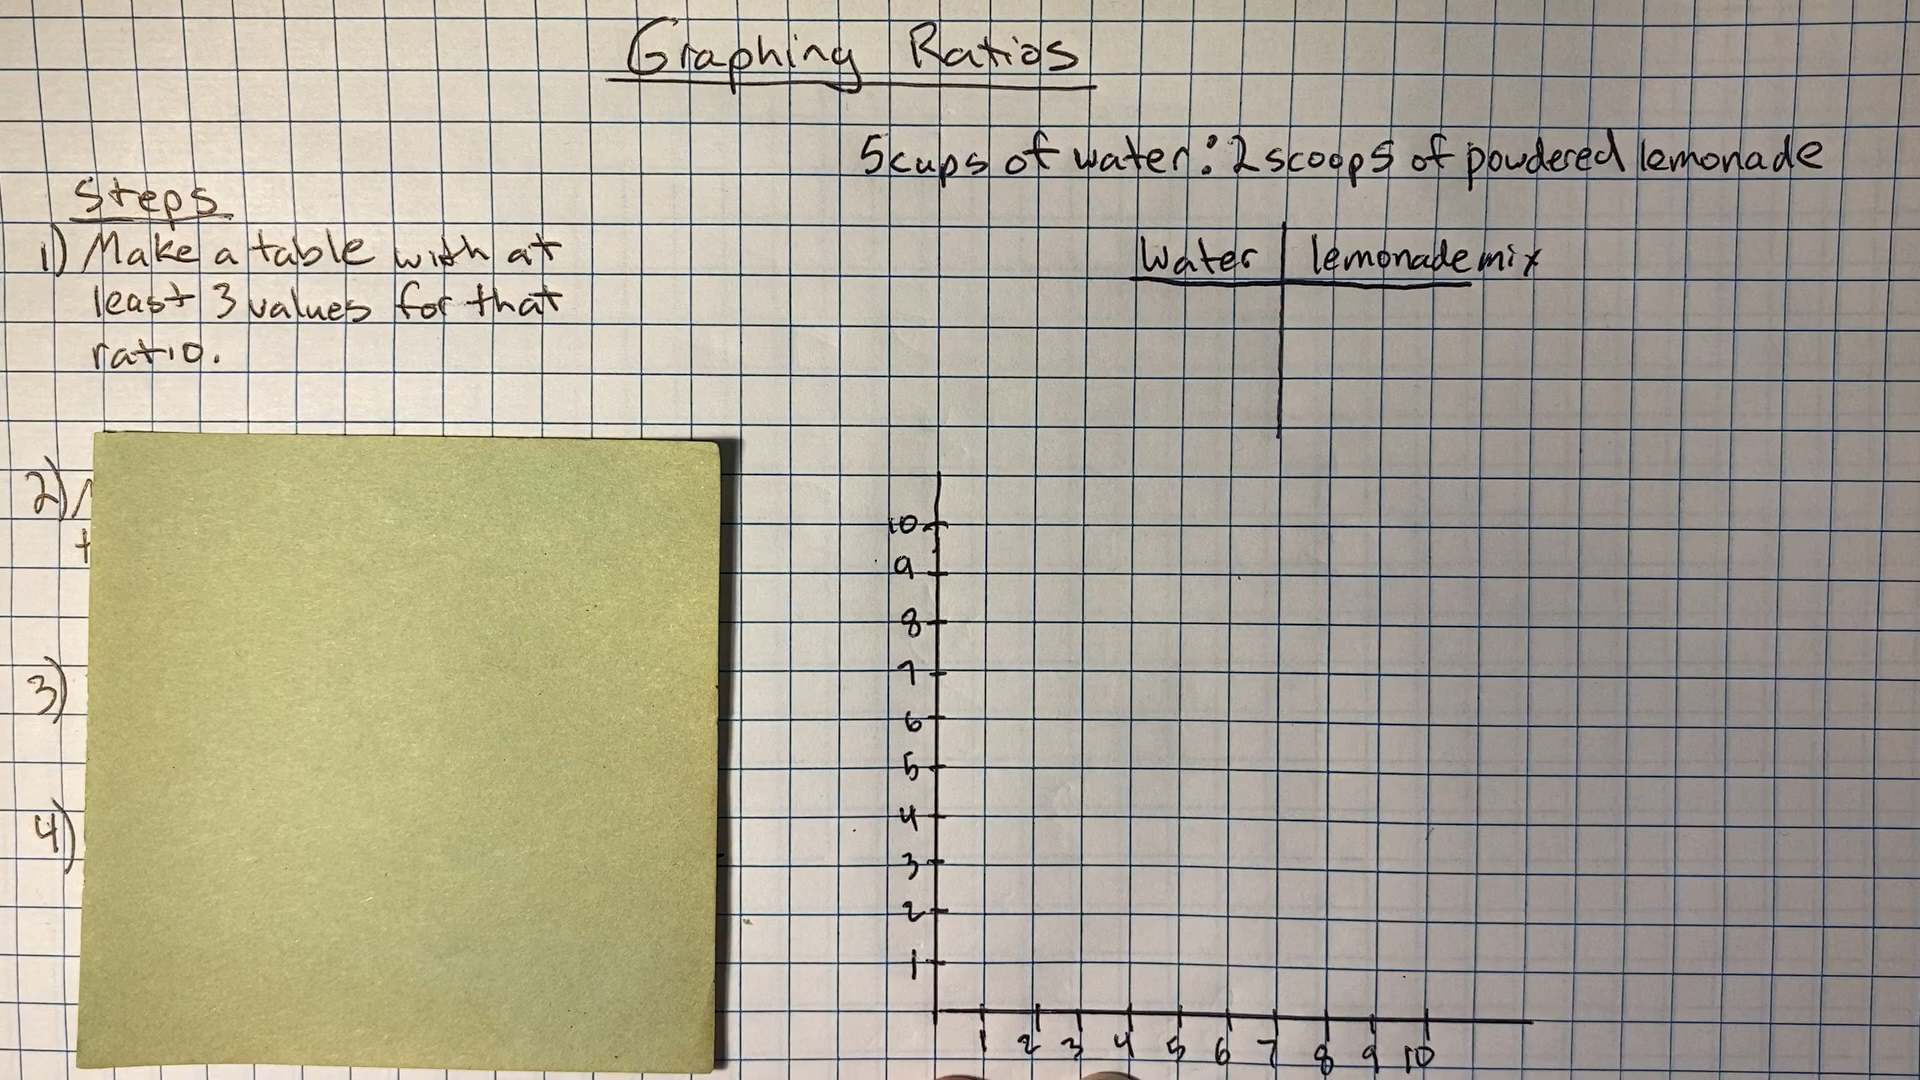 Graphing Ratios
5cups of water : 2 scoops of powdered lemonade
Steps
1) Make a table with at
least 3 values for that
ratio.
2)
3)
4)
Water lemonade mix
10
9
8
7
6
5
4
3
2
1
1 2 3 4 5 6 7 8 9 10